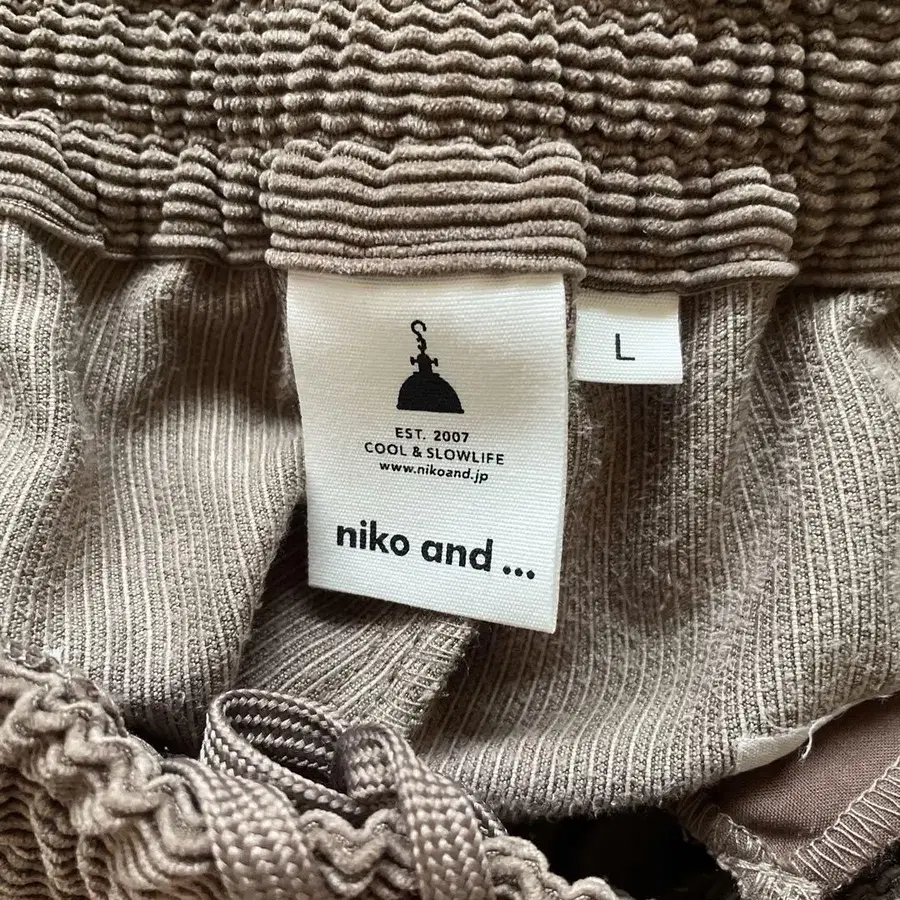 EST. 2007
COOL & SLOWLIFE
www.nikoand.jp
niko and ...
L